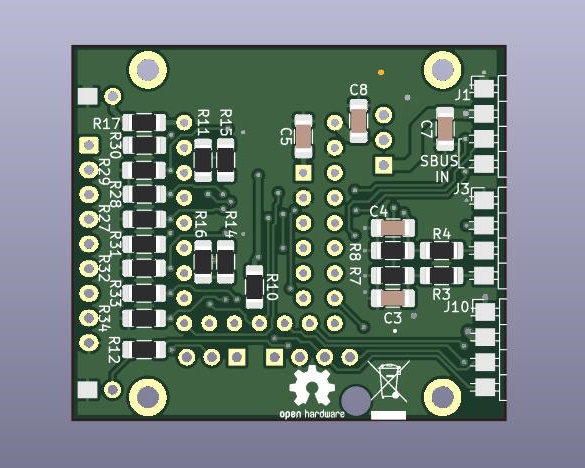 C8
J1
R17
R11
R15
C5
C7
R30
SBUS
IN
R29
J3
R28
R27
C4
R16
R14
R4
R31
R8
R7
R32
R10
R3
R33
J10
C3
R34
R12
open hardware